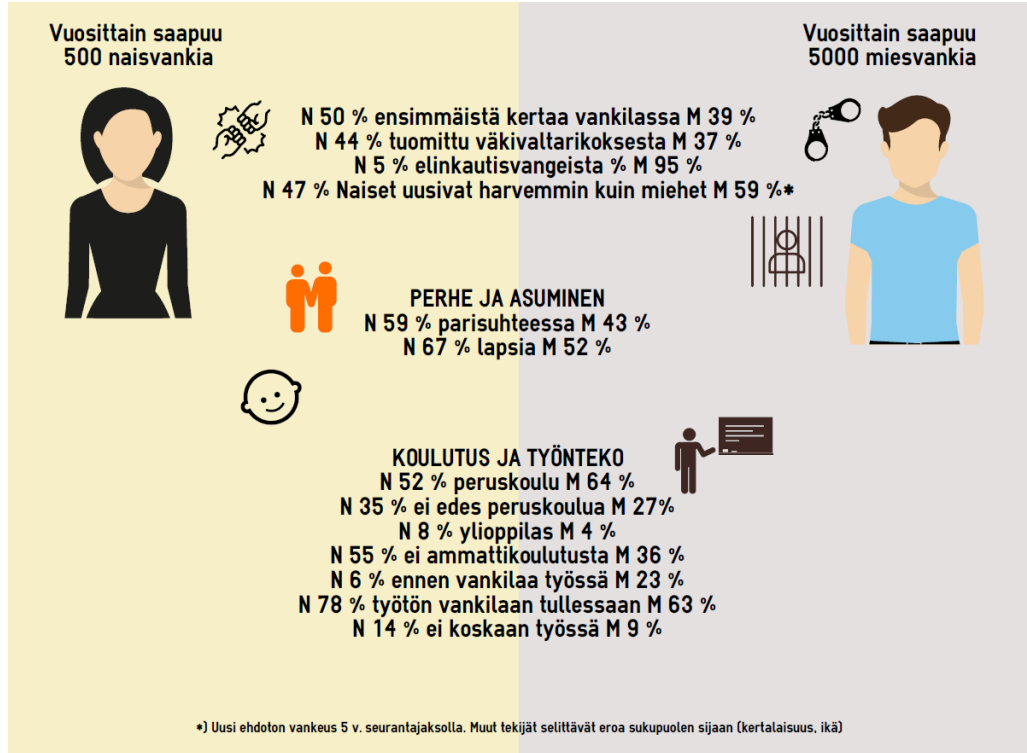 Vuosittain saapuu
500 naisvankia
Vuosittain saapuu
5000 miesvankia
N 50 % ensimmäistä kertaa vankilassa M 39 %
N 44 % tuomittu väkivaltarikoksesta M 37 %
N 5 % elinkautisvangeista % M 95 %
N 47 % Naiset uusivat harvemmin kuin miehet M 59 %*
PERHE JA ASUMINEN
N 59 % parisuhteessa M 43 %
N 67 % lapsia M 52 %
KOULUTUS JA TYÖNTEKO
N 52 % peruskoulu M 64 %
N 35 % ei edes peruskoulua M 27%
N 8 % ylioppilas M 4 %
N 55 % ei ammattikoulutusta M 36 %
N 6 % ennen vankilaa työssä M 23 %
N 78 % työtön vankilaan tullessaan M 63 %
N 14 % ei koskaan työssä M 9 %
*) Uusi ehdoton vankeus 5 v. seurantajaksolla. Muut tekijät selittävät eroa sukupuolen sijaan (kertalaisuus, ikä)